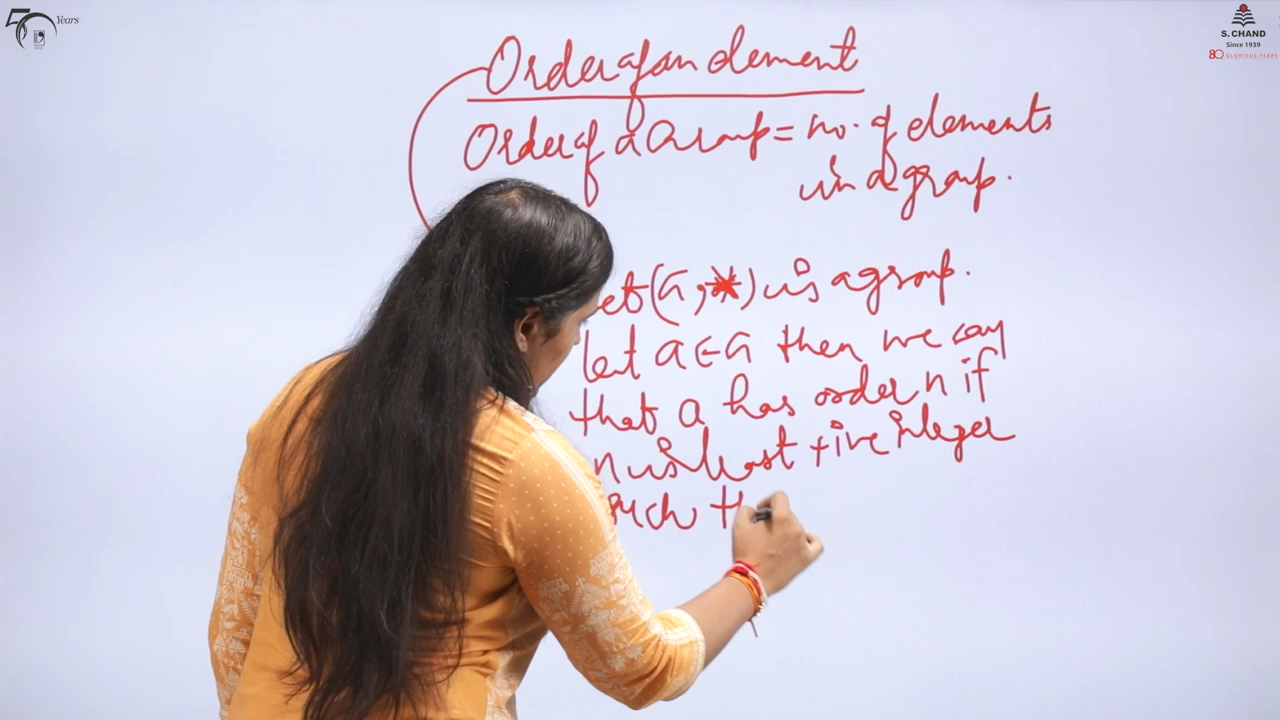 50 Years
S. CHAND
Since 1939
80 GLORIOUS YEARS
Order of an element
Order of a Group = no. of elements
in a group.
let (G, *) is a group.
let a ∈ G then we say
that a has order n if
n is least +ive integer
such th